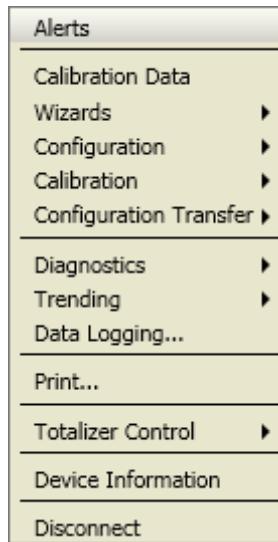 Alerts
Calibration Data
Wizards
Configuration
Calibration
Configuration Transfer
Diagnostics
Trending
Data Logging...
Print...
Totalizer Control
Device Information
Disconnect